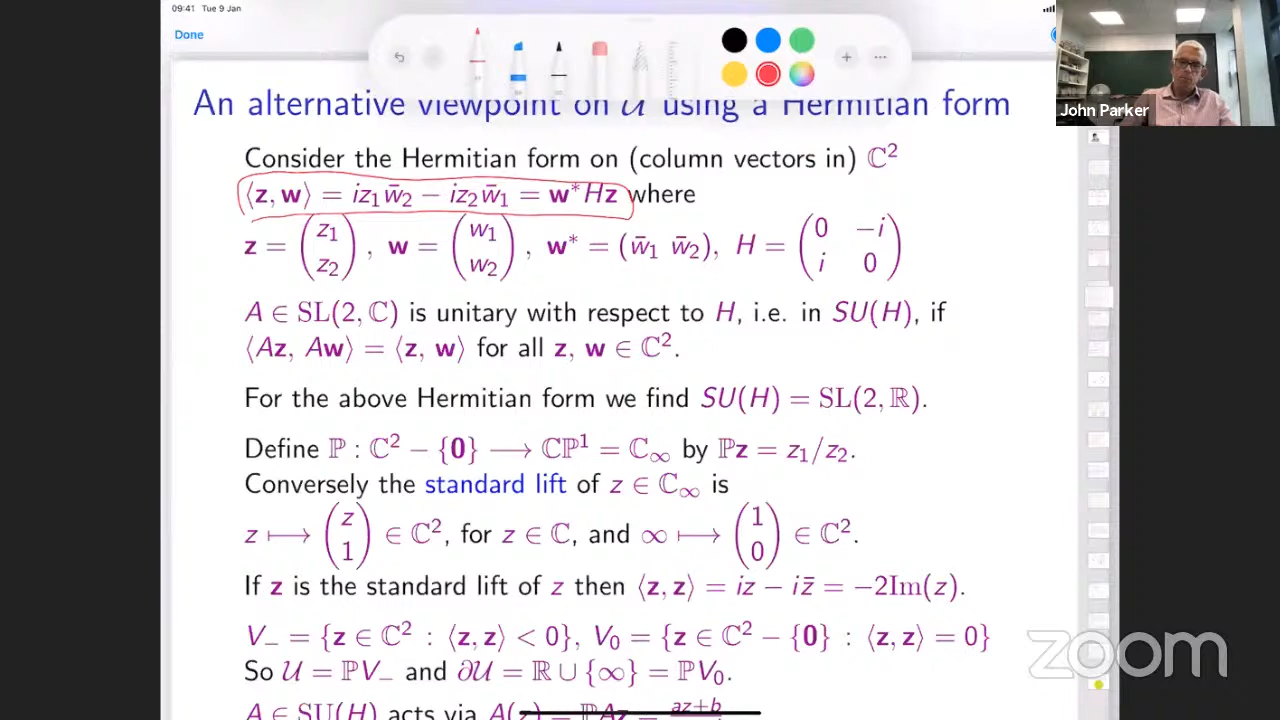 09:41 Tue 9 Jan
Done
John Parker
An alternative viewpoint on 𝒰 using a Hermitian form
Consider the Hermitian form on (column vectors in) ℂ²
⟨z, w⟩ = iz₁w̄₂ − iz₂w̄₁ = w*Hz where
z = (z₁ z₂), w = (w₁ w₂), w* = (w̄₁ w̄₂), H = (0 −i i 0)
A ∈ SL(2, ℂ) is unitary with respect to H, i.e. in SU(H), if
⟨Az, Aw⟩ = ⟨z, w⟩ for all z, w ∈ ℂ².
For the above Hermitian form we find SU(H) = SL(2, ℝ).
Define ℙ : ℂ² − {0} ⟶ ℂℙ¹ = ℂ∞ by ℙz = z₁/z₂.
Conversely the standard lift of z ∈ ℂ∞ is
z ⟼ (z 1) ∈ ℂ², for z ∈ ℂ, and ∞ ⟼ (1 0) ∈ ℂ².
If z is the standard lift of z then ⟨z, z⟩ = iz − iz̄ = −2Im(z).
V₋ = {z ∈ ℂ² : ⟨z, z⟩ < 0}, V₀ = {z ∈ ℂ² − {0} : ⟨z, z⟩ = 0}
So 𝒰 = ℙV₋ and ∂𝒰 = ℝ ∪ {∞} = ℙV₀.
A ∈ SU(H) acts via A(z) = ℙAz = az+b
zoom